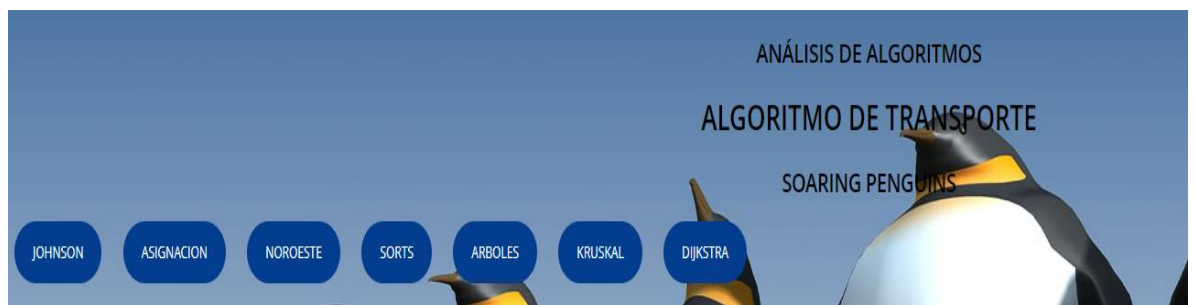 ANÁLISIS DE ALGORITMOS
ALGORITMO DE TRANSPORTE
SOARING PENGUINS
JOHNSON ASIGNACION NOROESTE SORTS ARBOLES KRUSKAL DIJKSTRA